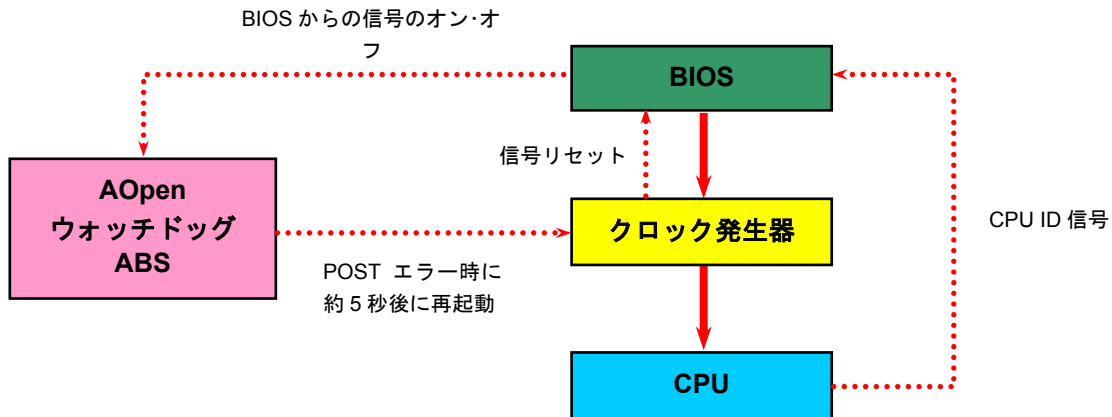 BIOS からの信号のオン･オ
フ
BIOS
信号リセット
AOpen
ウォッチドッグ
ABS
クロック発生器
CPU ID 信号
POST エラー時に
約 5 秒後に再起動
CPU